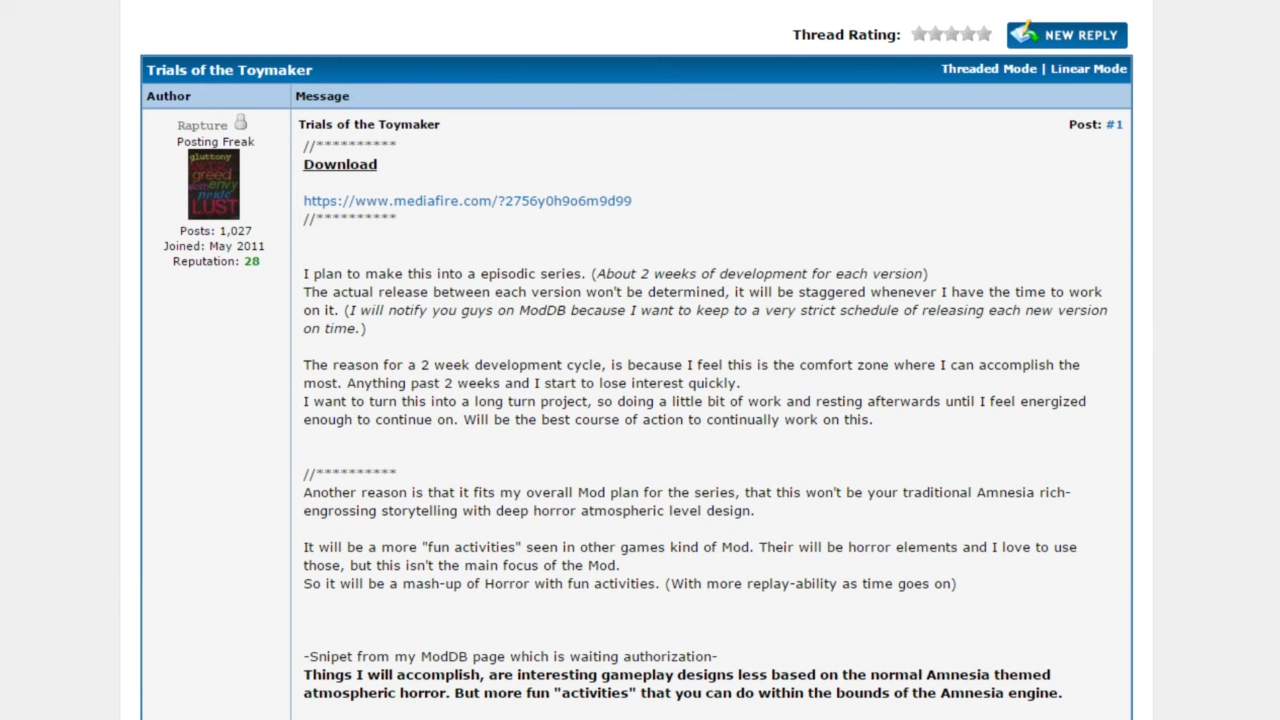 Thread Rating:
NEW REPLY
Trials of the Toymaker
Threaded Mode | Linear Mode
Author
Message
Rapture
Posting Freak
gluttony
greed
envy
pride
LUST
Posts: 1,027
Joined: May 2011
Reputation: 28
Trials of the Toymaker
Post: #1
//**********
Download
https://www.mediafire.com/?2756y0h9o6m9d99
//**********
I plan to make this into a episodic series. (About 2 weeks of development for each version)
The actual release between each version won't be determined, it will be staggered whenever I have the time to work
on it. (I will notify you guys on ModDB because I want to keep to a very strict schedule of releasing each new version
on time.)
The reason for a 2 week development cycle, is because I feel this is the comfort zone where I can accomplish the
most. Anything past 2 weeks and I start to lose interest quickly.
I want to turn this into a long turn project, so doing a little bit of work and resting afterwards until I feel energized
enough to continue on. Will be the best course of action to continually work on this.
//**********
Another reason is that it fits my overall Mod plan for the series, that this won't be your traditional Amnesia rich-
engrossing storytelling with deep horror atmospheric level design.
It will be a more "fun activities" seen in other games kind of Mod. Their will be horror elements and I love to use
those, but this isn't the main focus of the Mod.
So it will be a mash-up of Horror with fun activities. (With more replay-ability as time goes on)
-Snipet from my ModDB page which is waiting authorization-
Things I will accomplish, are interesting gameplay designs less based on the normal Amnesia themed
atmospheric horror. But more fun "activities" that you can do within the bounds of the Amnesia engine.